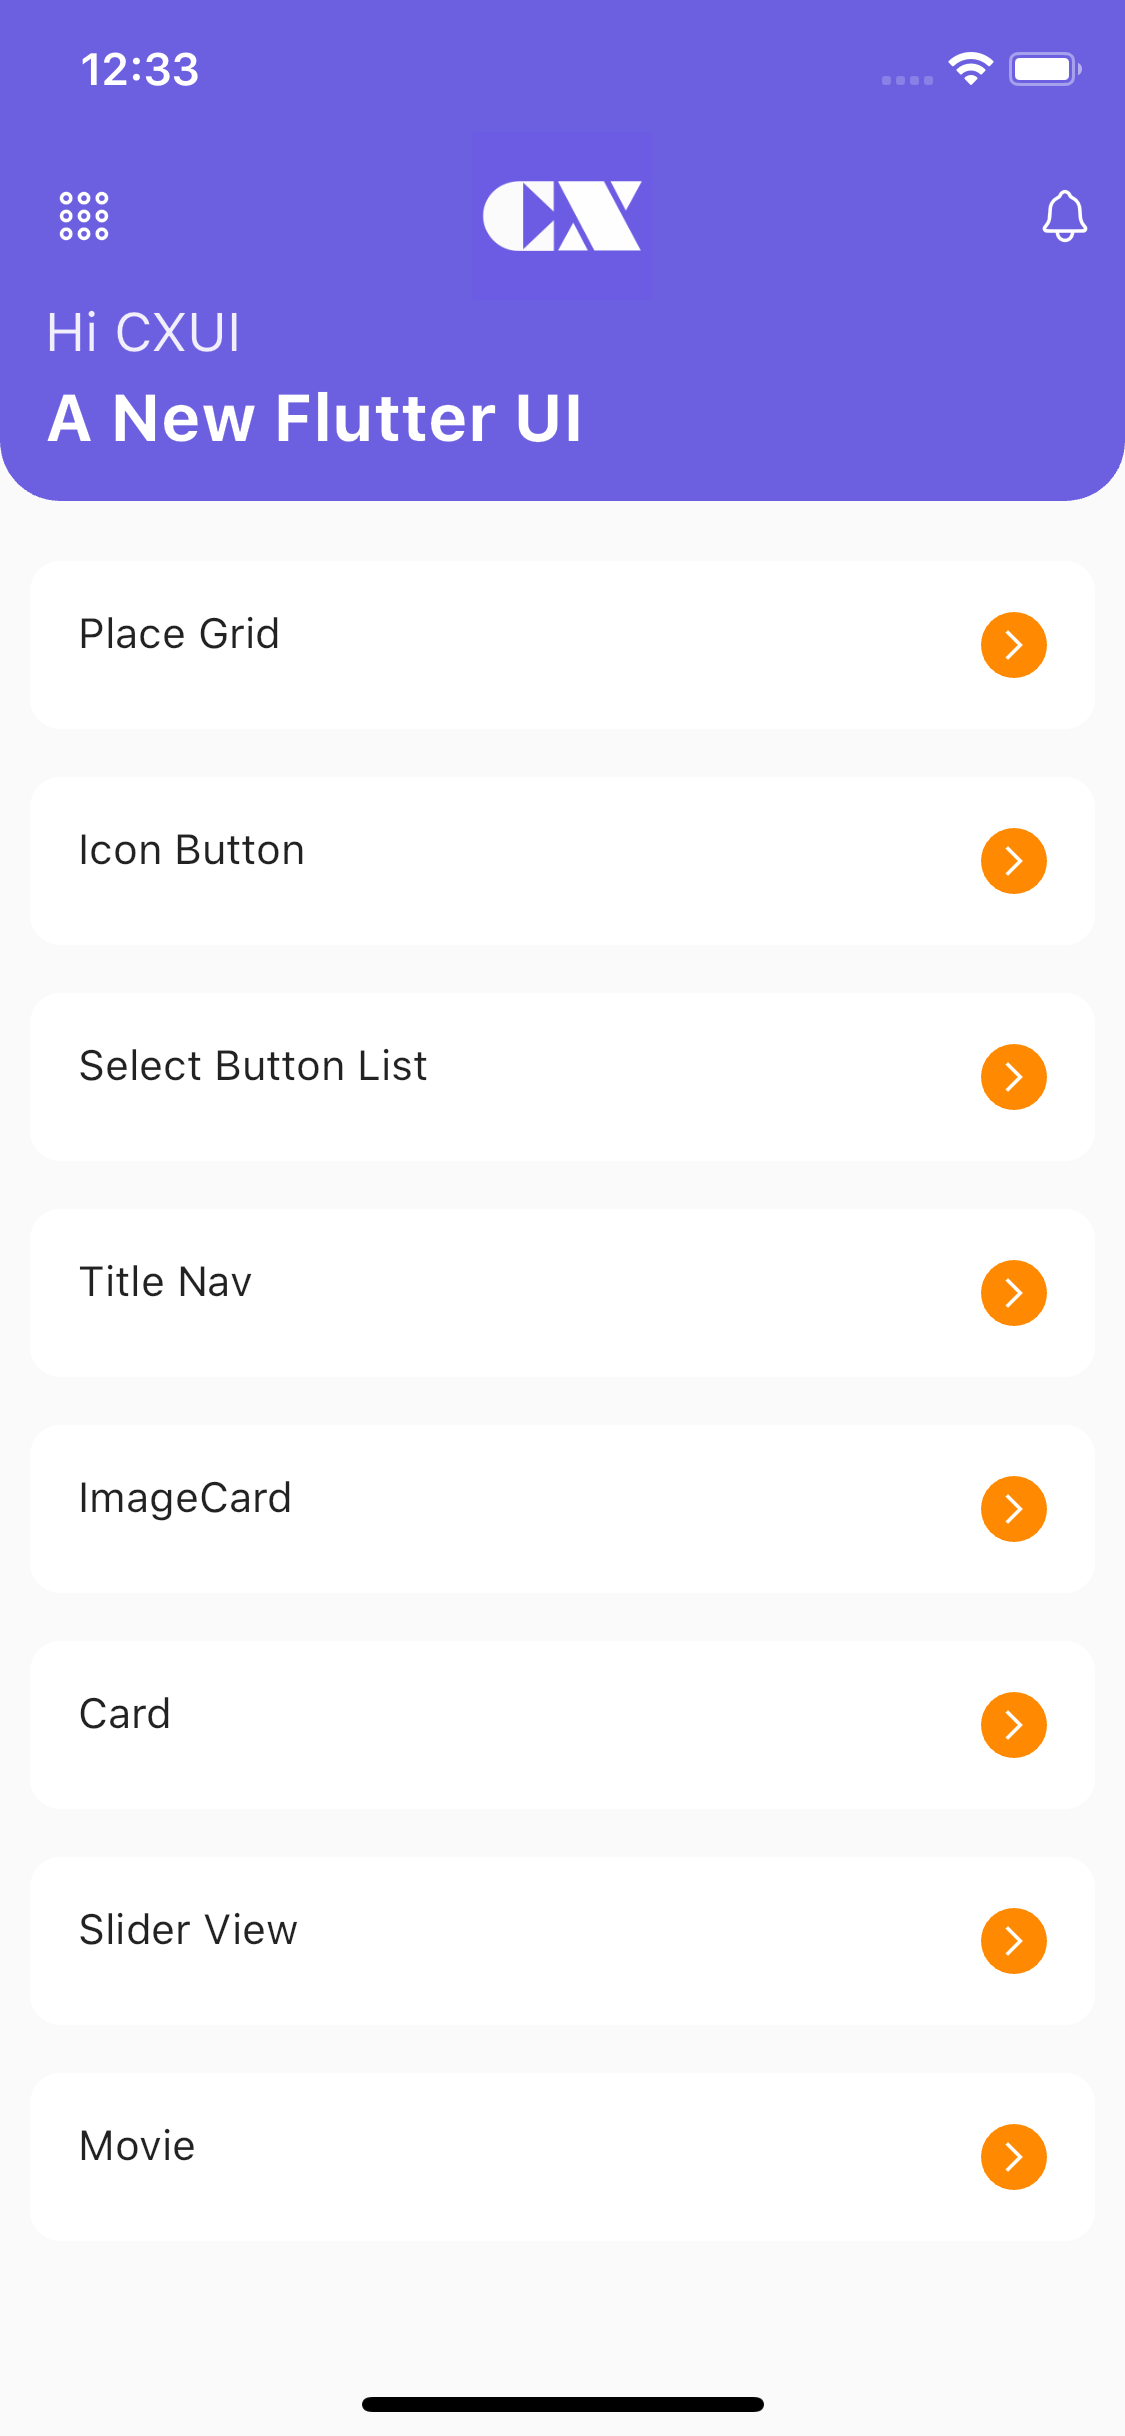 12:33
CX
Hi CXUI
A New Flutter UI
Place Grid
Icon Button
Select Button List
Title Nav
ImageCard
Card
Slider View
Movie